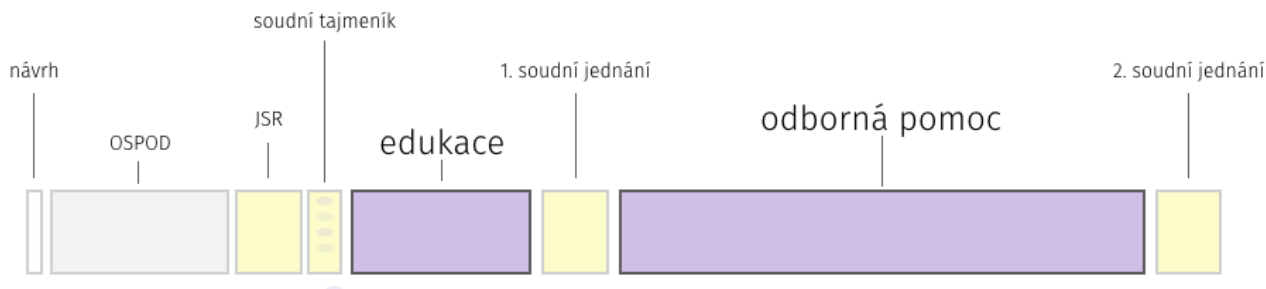 návrh
OSPOD
JSR
soudní tajmeník
edukace
1. soudní jednání
odborná pomoc
2. soudní jednání